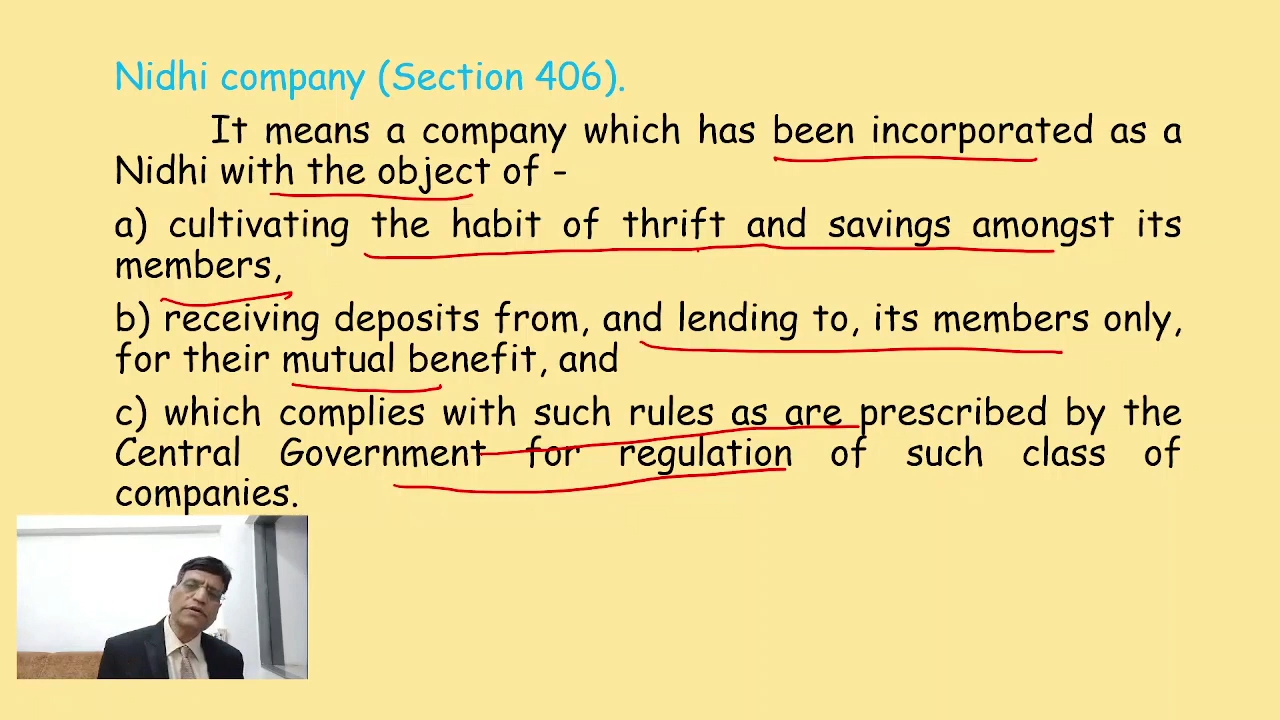 Nidhi company (Section 406).
It means a company which has been incorporated as a
Nidhi with the object of -
a) cultivating the habit of thrift and savings amongst its
members,
b) receiving deposits from, and lending to, its members only,
for their mutual benefit, and
c) which complies with such rules as are prescribed by the
Central Government for regulation of such class of
companies.